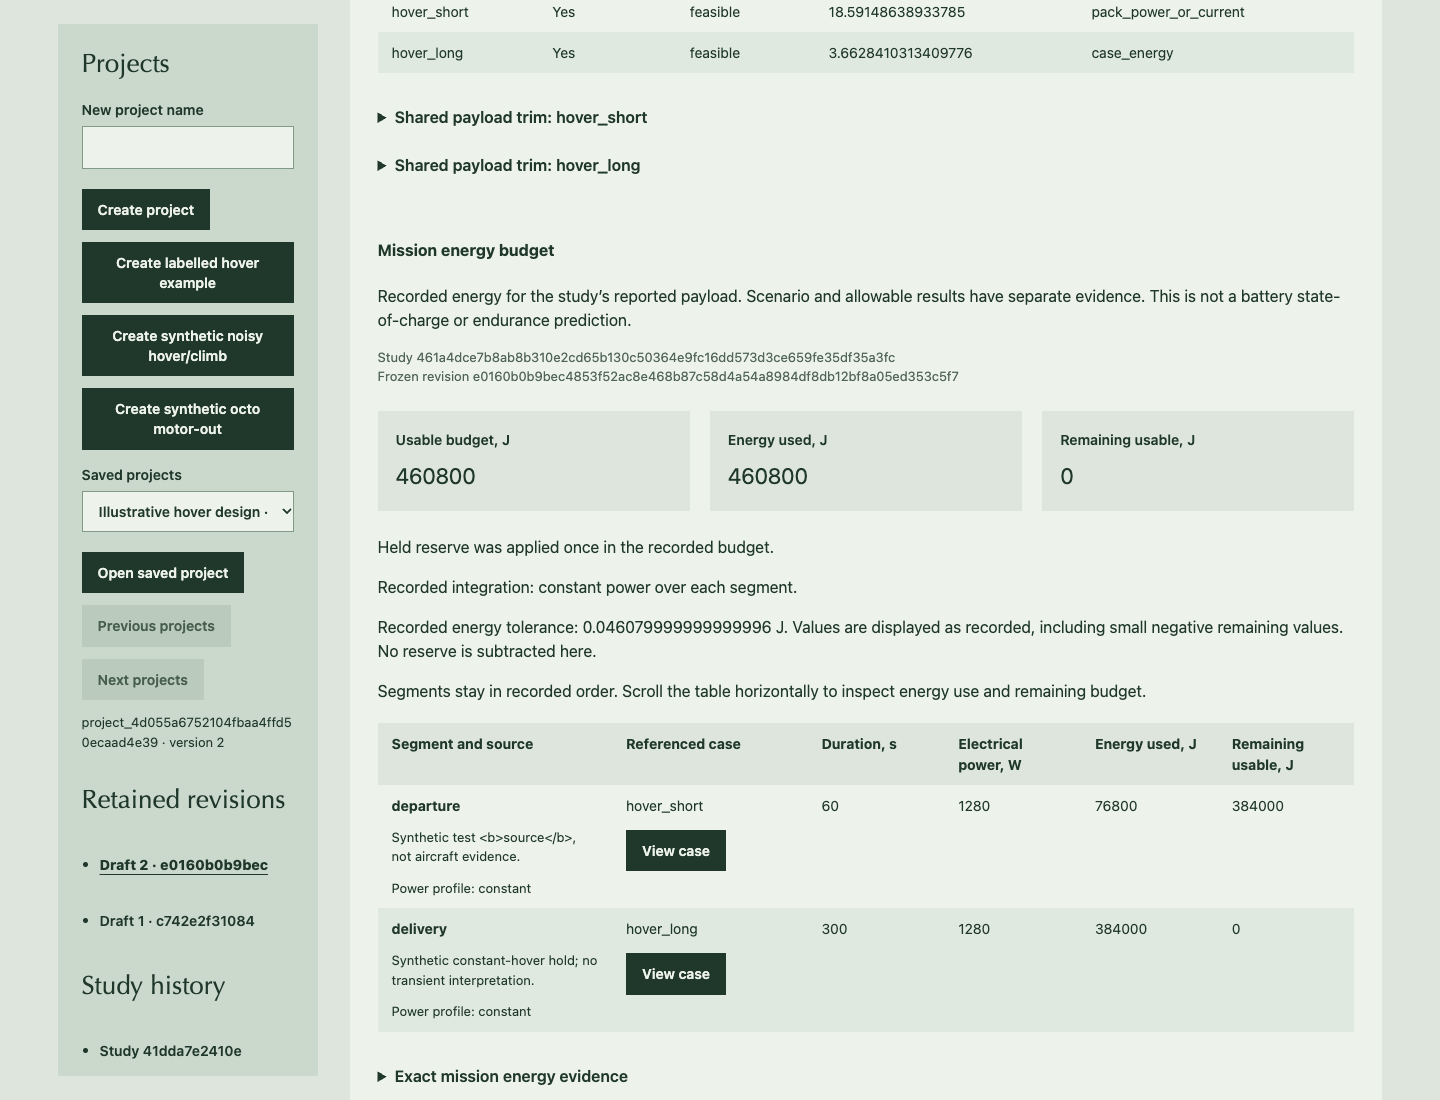 Projects
New project name
Create project
Create labelled hover
example
Create synthetic noisy
hover/climb
Create synthetic octo
motor-out
Saved projects
Illustrative hover design ·
Open saved project
Previous projects
Next projects
project_4d055a6752104fbaa4ffd5
0ecaad4e39 · version 2
Retained revisions
• Draft 2 · e0160b0b9bec
• Draft 1 · c742e2f31084
Study history
• Study 41dda7e2410e
hover_short Yes feasible 18.59148638933785 pack_power_or_current
hover_long Yes feasible 3.6628410313409776 case_energy
Shared payload trim: hover_short
Shared payload trim: hover_long
Mission energy budget
Recorded energy for the study’s reported payload. Scenario and allowable results have separate evidence. This is not a battery state-
of-charge or endurance prediction.
Study 461a4dce7b8ab8b310e2cd65b130c50364e9fc16dd573d3ce659fe35df35a3fc
Frozen revision e0160b0b9bec4853f52ac8e468b87c58d4a54a8984df8db12bf8a05ed353c5f7
Usable budget, J
460800
Energy used, J
460800
Remaining usable, J
0
Held reserve was applied once in the recorded budget.
Recorded integration: constant power over each segment.
Recorded energy tolerance: 0.046079999999999996 J. Values are displayed as recorded, including small negative remaining values.
No reserve is subtracted here.
Segments stay in recorded order. Scroll the table horizontally to inspect energy use and remaining budget.
Segment and source Referenced case Duration, s Electrical power, W Energy used, J Remaining usable, J
departure hover_short 60 1280 76800 384000
Synthetic test <b>source</b>,
not aircraft evidence.
View case
Power profile: constant
delivery hover_long 300 1280 384000 0
Synthetic constant-hover hold; no
transient interpretation.
View case
Power profile: constant
Exact mission energy evidence